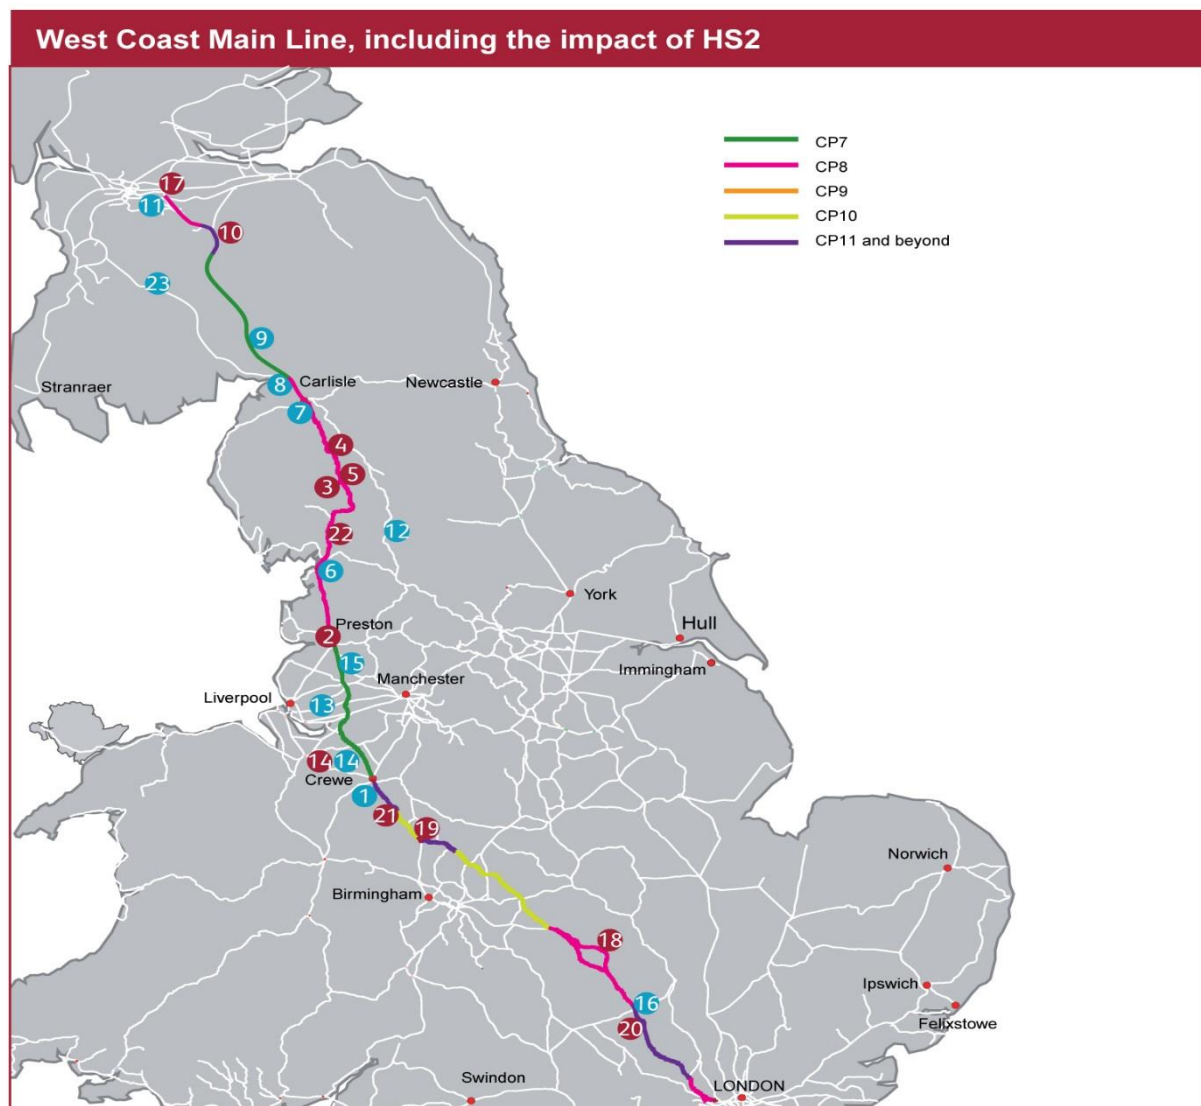 West Coast Main Line, including the impact of HS2
CP7
CP8
CP9
CP10
CP11 and beyond
17
11
10
23
9
Stranraer
8
Carlisle
Newcastle
7
4
5
3
22
12
6
York
2
Preston
Hull
15
Immingham
Manchester
Liverpool
13
14
14
Crewe
1
21
19
Norwich
Birmingham
18
Ipswich
16
Felixstowe
20
Swindon
LONDON